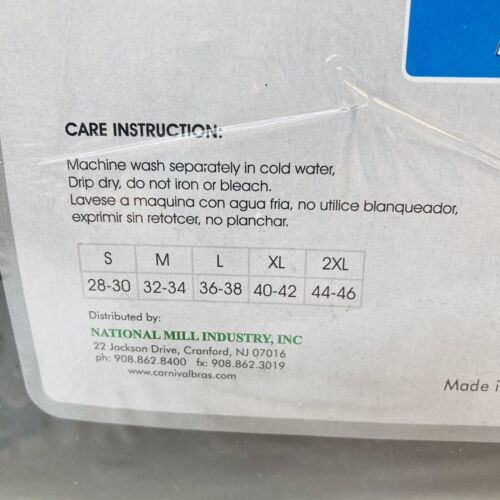 CARE INSTRUCTION:
Machine wash separately in cold water,
Drip dry, do not iron or bleach.
Lavese a maquina con agua fria, no utilice blanqueador,
exprimir sin retotcer, no planchar.
S M L XL 2XL
28-30 32-34 36-38 40-42 44-46
Distributed by:
NATIONAL MILL INDUSTRY, INC
22 Jackson Drive, Cranford, NJ 07016
ph: 908.862.8400 fx: 908.862.3019
www.carnivalbras.com
Made i